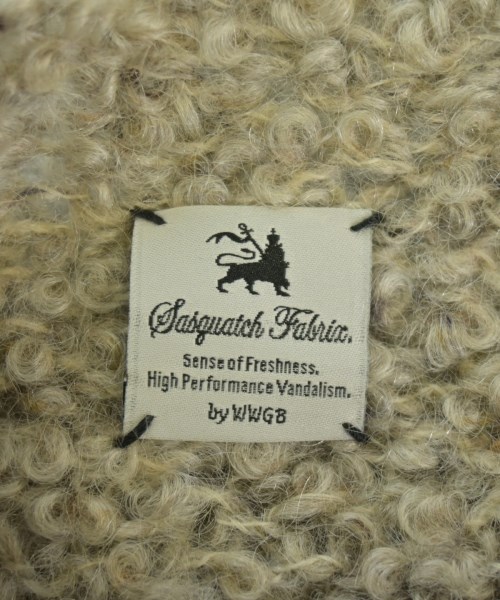 Sasquatch Fabrix.
Sense of Freshness.
High Performance Vandalism.
by WWGB